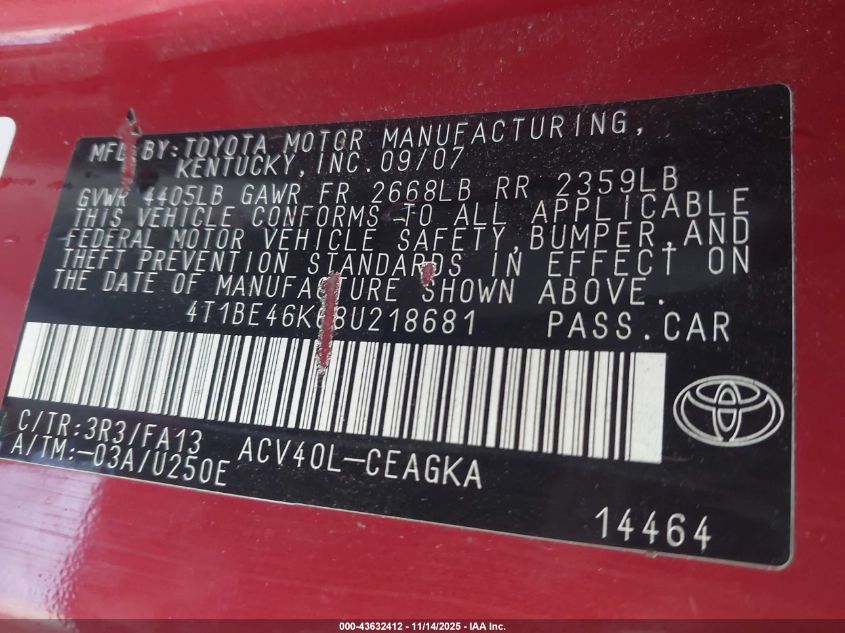 MFD BY: TOYOTA MOTOR MANUFACTURING,
KENTUCKY, INC. 09/07
GVWR 4405LB GAWR FR 2668LB RR 2359LB
THIS VEHICLE CONFORMS TO ALL APPLICABLE
FEDERAL MOTOR VEHICLE SAFETY, BUMPER, AND
THEFT PREVENTION STANDARDS IN EFFECT ON
THE DATE OF MANUFACTURE SHOWN ABOVE.
4T1BE46K68U218681 PASS.CAR
C/TR:3R3/FA13
A/TM:-03A/U250E ACV40L-CEAGKA
14464
000-43632412 - 11/14/2025 - IAA Inc.